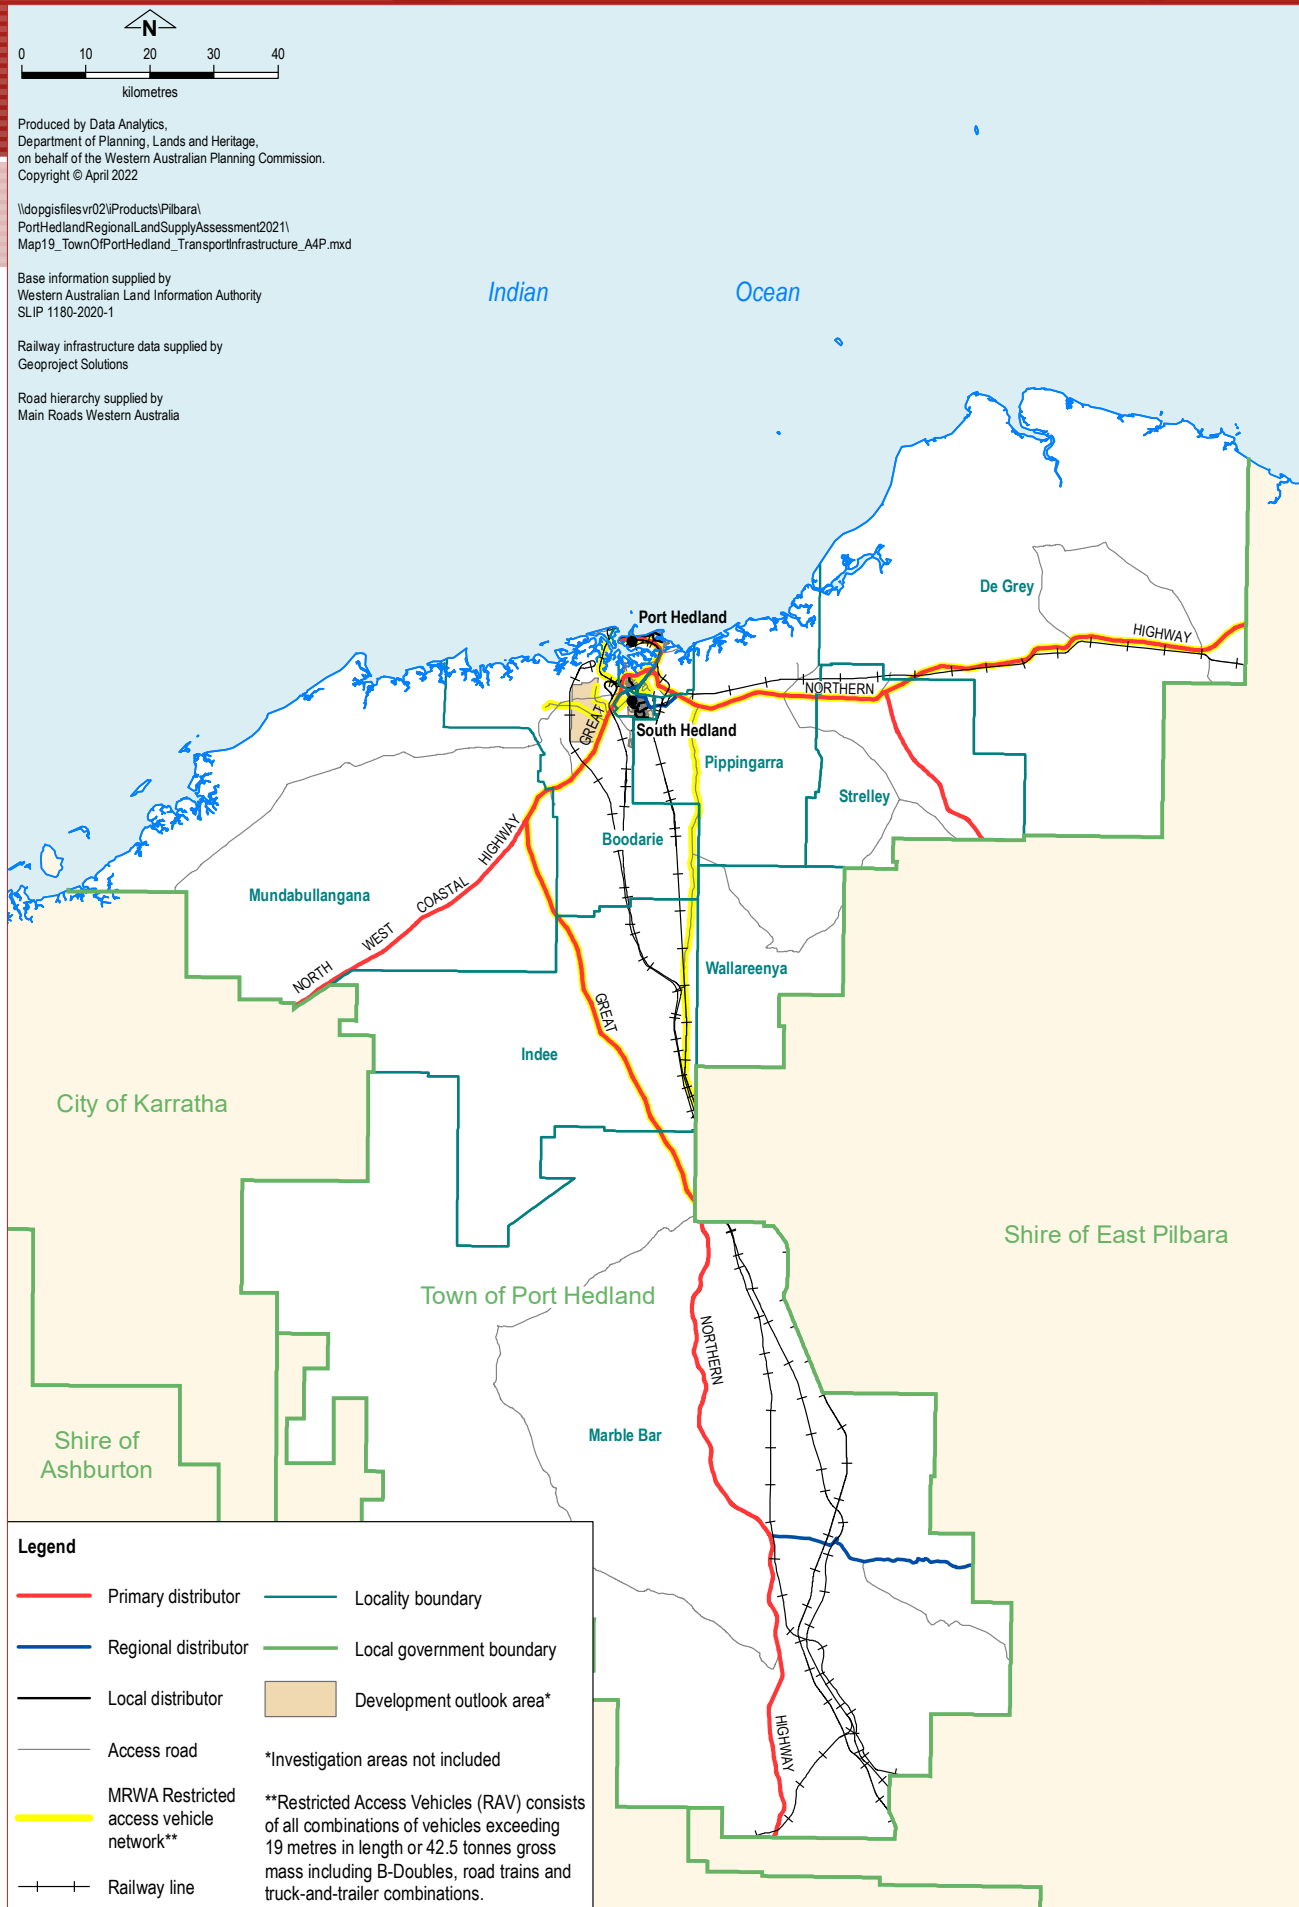 N
0 10 20 30 40
kilometres
Produced by Data Analytics,
Department of Planning, Lands and Heritage,
on behalf of the Western Australian Planning Commission.
Copyright © April 2022
\\dopgisfilesvr02\iProducts\Pilbara\
PortHedlandRegionalLandSupplyAssessment2021\
Map19_TownOfPortHedland_TransportInfrastructure_A4P.mxd
Base information supplied by
Western Australian Land Information Authority
SLIP 1180-2020-1
Railway infrastructure data supplied by
Geoproject Solutions
Road hierarchy supplied by
Main Roads Western Australia
Indian Ocean
De Grey
Port Hedland
HIGHWAY
NORTHERN
GREAT
South Hedland
Pippingarra
Strelley
Boodarie
HIGHWAY
COASTAL
WEST
NORTH
Mundabullangana
Wallareenya
GREAT
Indee
City of Karratha
Shire of East Pilbara
Town of Port Hedland
NORTHERN
Marble Bar
Shire of
Ashburton
HIGHWAY
Legend
Primary distributor
Regional distributor
Local distributor
Access road
MRWA Restricted
access vehicle
network**
Railway line
Locality boundary
Local government boundary
Development outlook area*
*Investigation areas not included
**Restricted Access Vehicles (RAV) consists
of all combinations of vehicles exceeding
19 metres in length or 42.5 tonnes gross
mass including B-Doubles, road trains and
truck-and-trailer combinations.